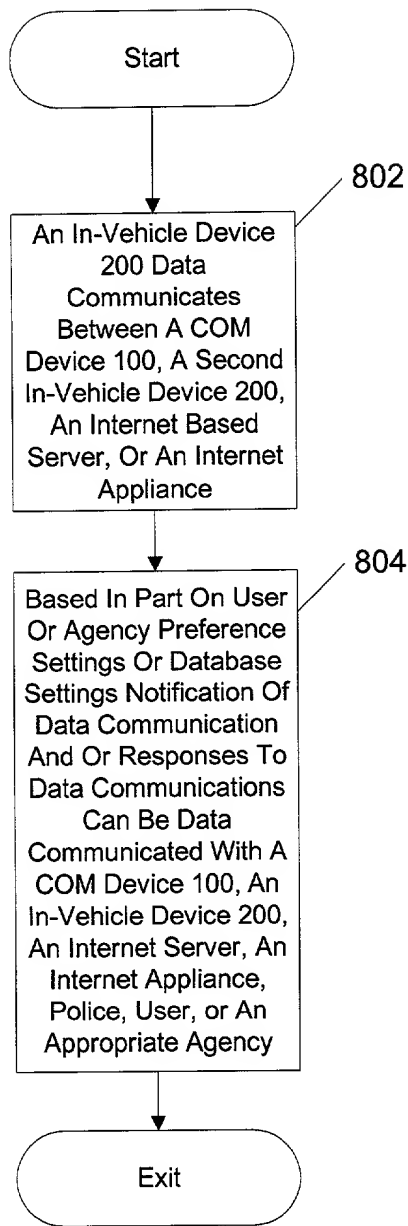 Start
802
An In-Vehicle Device
200 Data
Communicates
Between A COM
Device 100, A Second
In-Vehicle Device 200,
An Internet Based
Server, Or An Internet
Appliance
804
Based In Part On User
Or Agency Preference
Settings Or Database
Settings Notification Of
Data Communication
And Or Responses To
Data Communications
Can Be Data
Communicated With A
COM Device 100, An
In-Vehicle Device 200,
An Internet Server, An
Internet Appliance,
Police, User, or An
Appropriate Agency
Exit